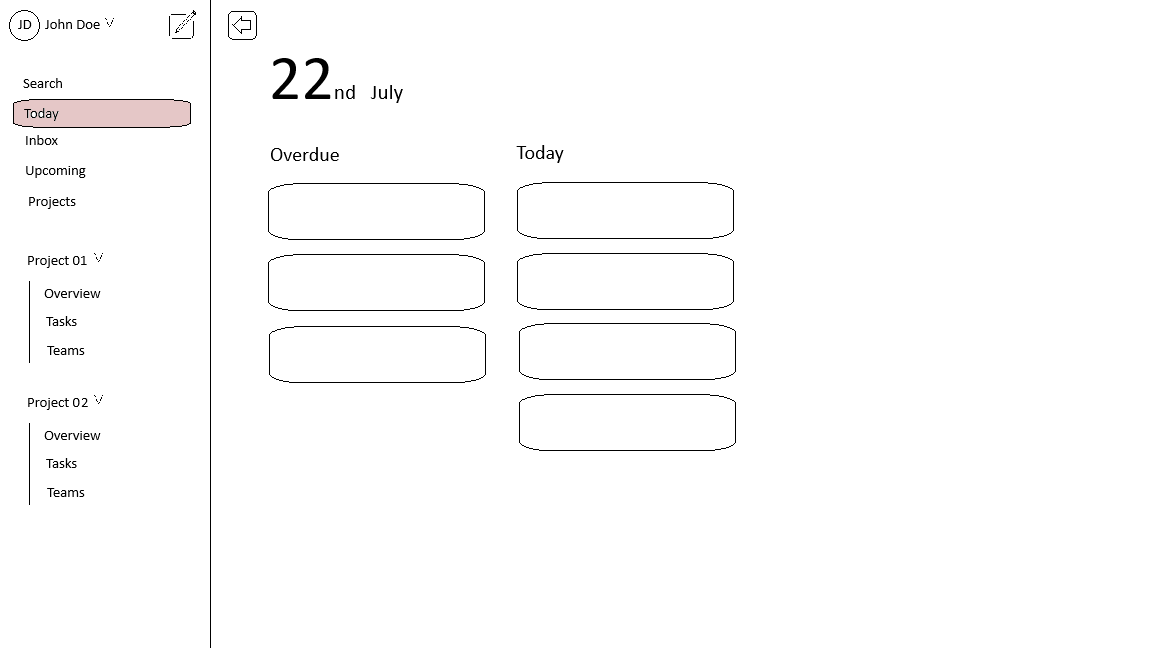 JD John Doe
Search
Today
Inbox
Upcoming
Projects
Project 01
Overview
Tasks
Teams
Project 02
Overview
Tasks
Teams
22nd July
Overdue
Today